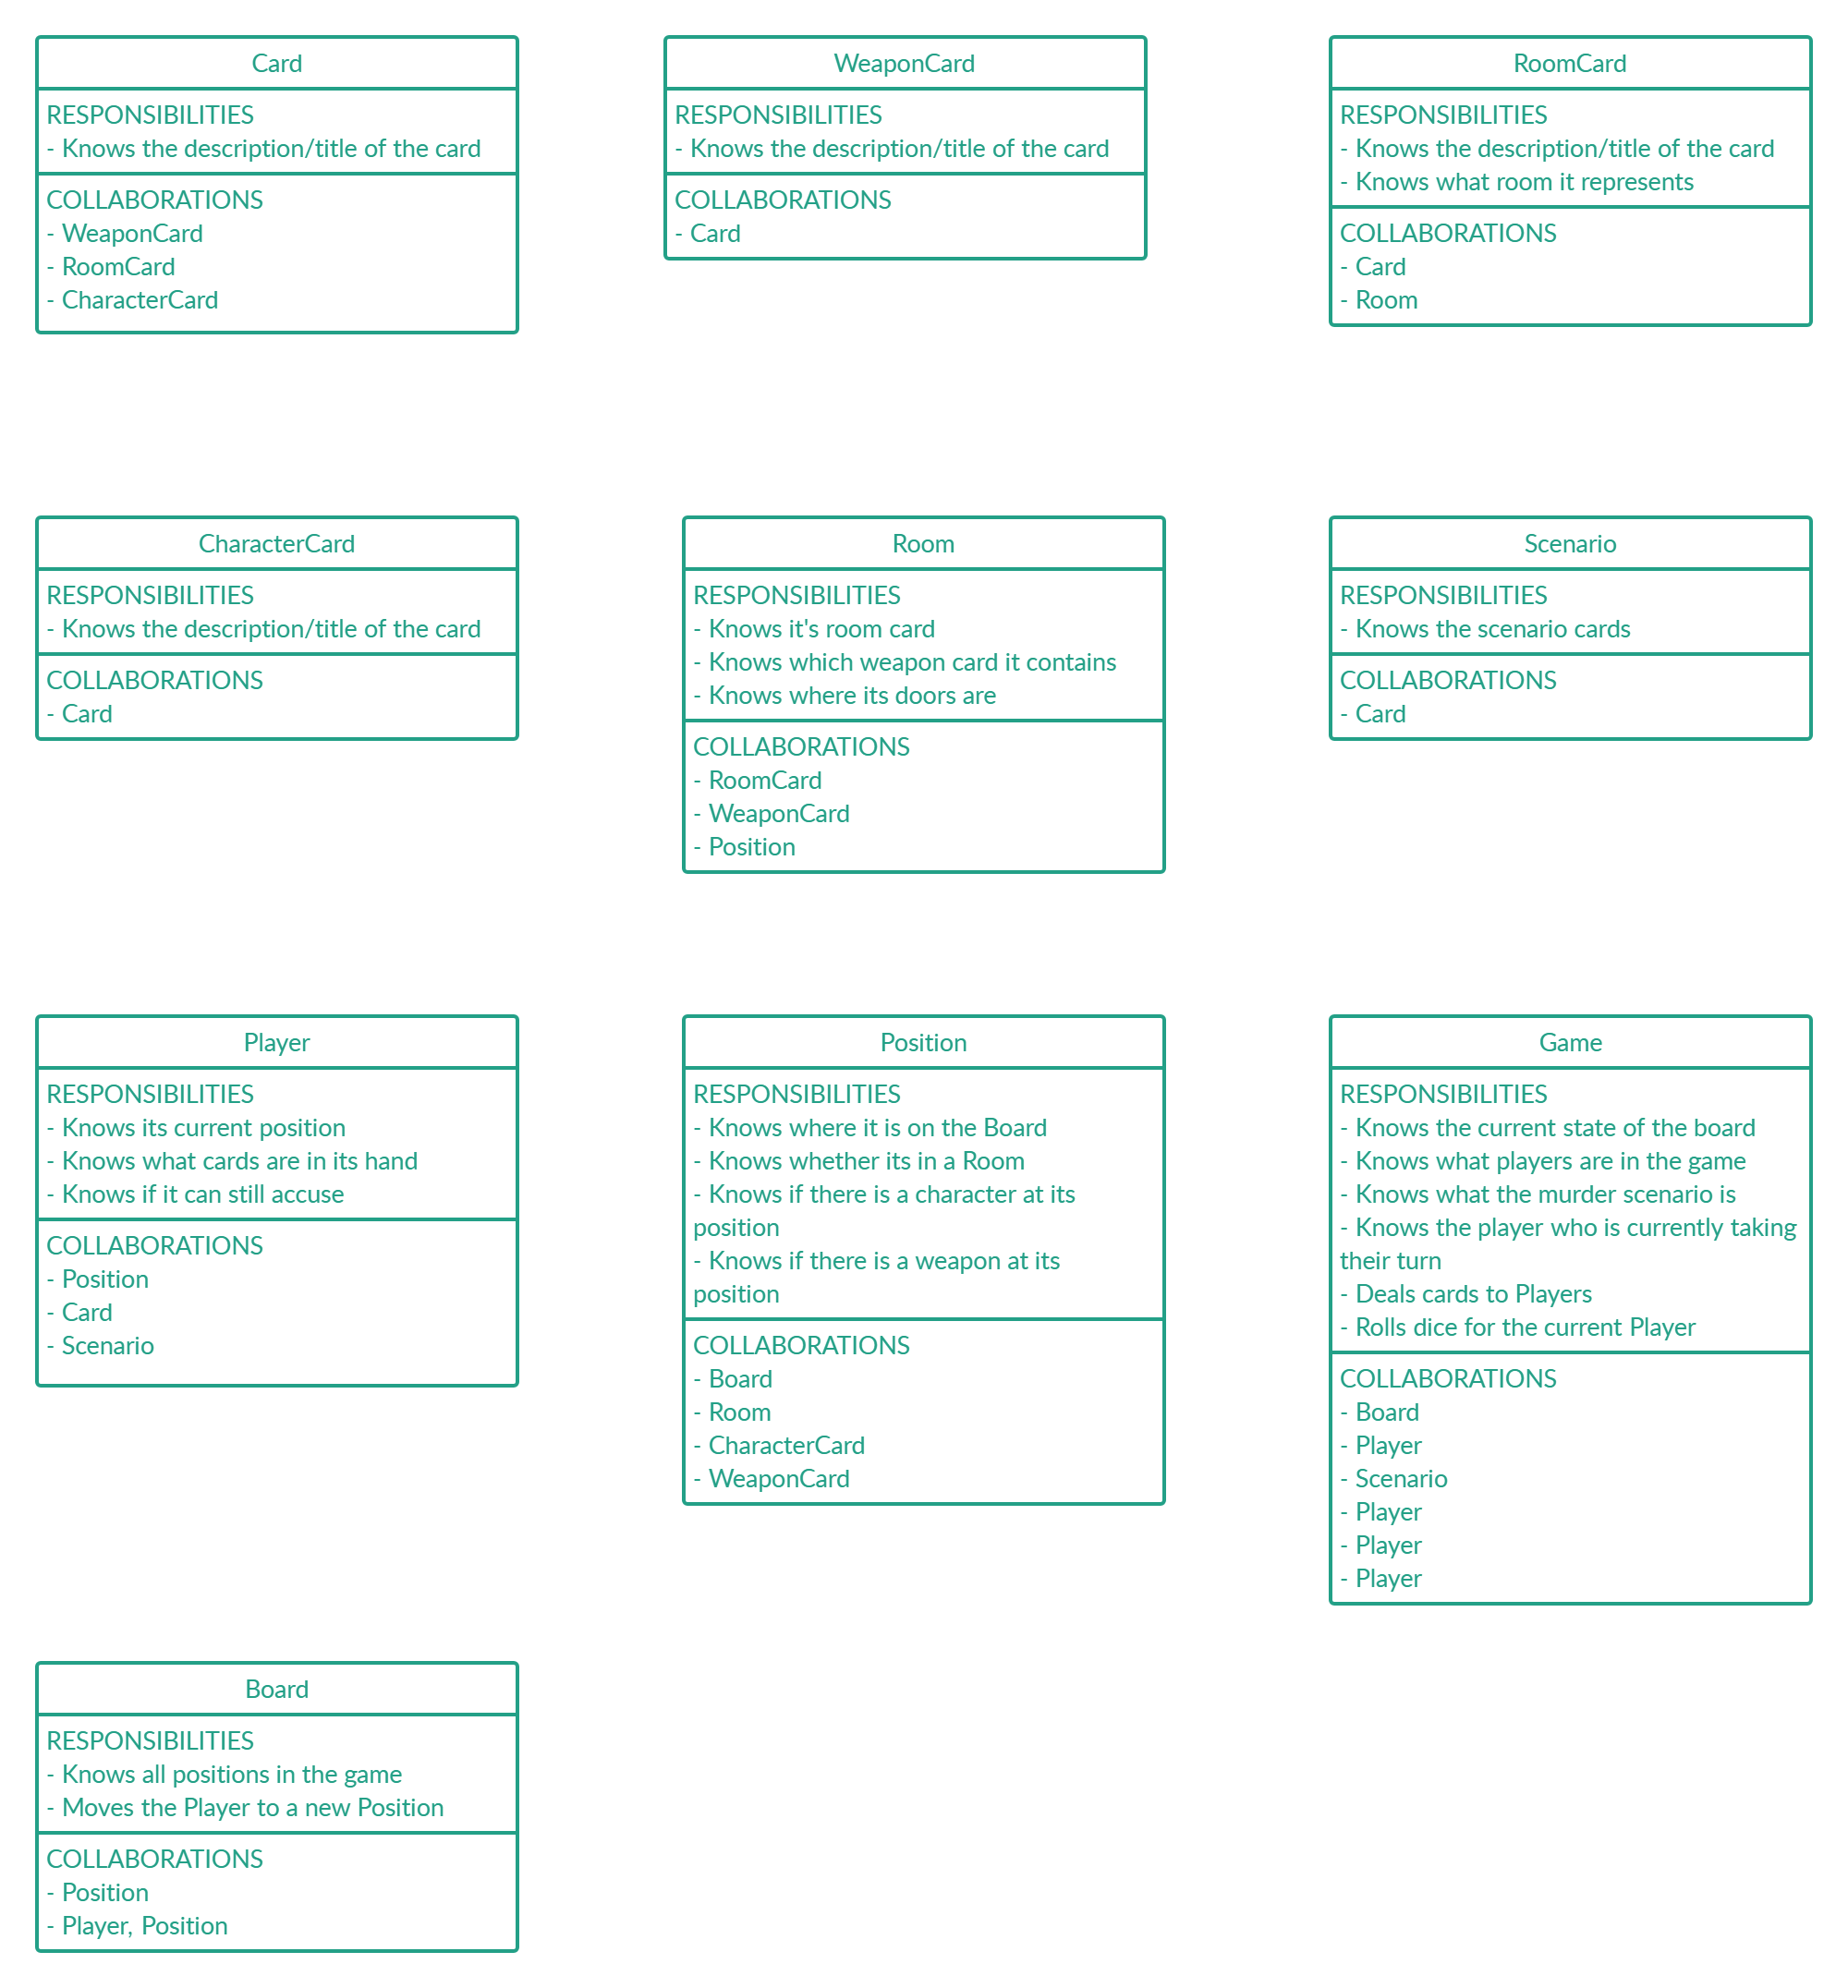 Card
RESPONSIBILITIES
- Knows the description/title of the card
COLLABORATIONS
- WeaponCard
- RoomCard
- CharacterCard
WeaponCard
RESPONSIBILITIES
- Knows the description/title of the card
COLLABORATIONS
- Card
RoomCard
RESPONSIBILITIES
- Knows the description/title of the card
- Knows what room it represents
COLLABORATIONS
- Card
- Room
CharacterCard
RESPONSIBILITIES
- Knows the description/title of the card
COLLABORATIONS
- Card
Room
RESPONSIBILITIES
- Knows it's room card
- Knows which weapon card it contains
- Knows where its doors are
COLLABORATIONS
- RoomCard
- WeaponCard
- Position
Scenario
RESPONSIBILITIES
- Knows the scenario cards
COLLABORATIONS
- Card
Player
RESPONSIBILITIES
- Knows its current position
- Knows what cards are in its hand
- Knows if it can still accuse
COLLABORATIONS
- Position
- Card
- Scenario
Position
RESPONSIBILITIES
- Knows where it is on the Board
- Knows whether its in a Room
- Knows if there is a character at its
position
- Knows if there is a weapon at its
position
COLLABORATIONS
- Board
- Room
- CharacterCard
- WeaponCard
Game
RESPONSIBILITIES
- Knows the current state of the board
- Knows what players are in the game
- Knows what the murder scenario is
- Knows the player who is currently taking
their turn
- Deals cards to Players
- Rolls dice for the current Player
COLLABORATIONS
- Board
- Player
- Scenario
- Player
- Player
- Player
Board
RESPONSIBILITIES
- Knows all positions in the game
- Moves the Player to a new Position
COLLABORATIONS
- Position
- Player, Position